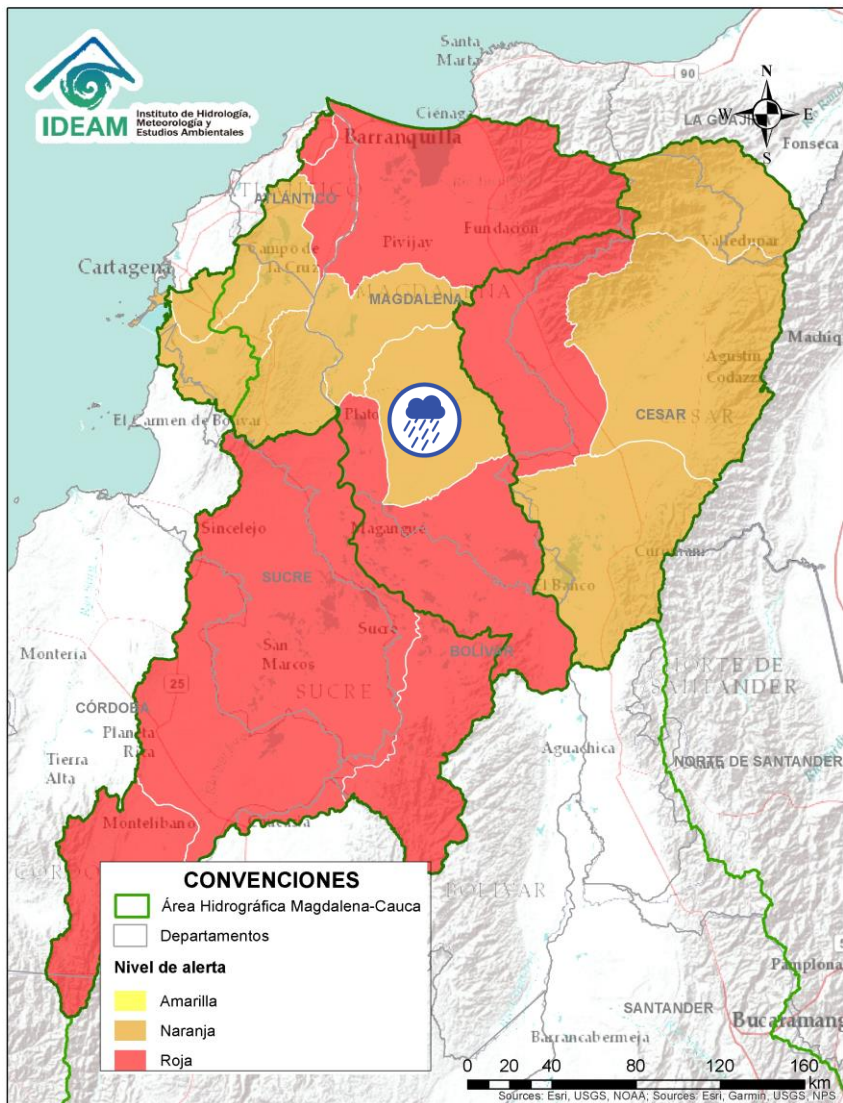 IDEAM
Instituto de Hidrología,
Meteorología y
Estudios Ambientales
Santa
Marta
90
N
W
E
S
LA GUAJI
Fonseca
Ciénaga
Barranquilla
ATLÁNTICO
Campo de
la Cruz
Pivijay
Fundación
Valledupar
Cartagena
MAGDALENA
Machiq
Agustín
Codazzi
CESAR
El Carmen de Bolívar
Plato
Sincelejo
Magangué
SUCRE
El Banco
Sucre
San
Marcos
BOLÍVAR
SUCRE
Montería
25
CÓRDOBA
Planeta
Rica
Tierra
Alta
NORTE DE
SANTANDER
Aguachica
NORTE DE SANTANDER
Montelíbano
BOLÍVAR
CONVENCIONES
Área Hidrográfica Magdalena-Cauca
Departamentos
Nivel de alerta
Amarilla
Naranja
Roja
Pamplona
SANTANDER
Bucaramang
Barrancabermeja
0 20 40 80 120 160
km
Sources: Esri, USGS, NOAA; Sources: Esri, Garmin, USGS, NPS